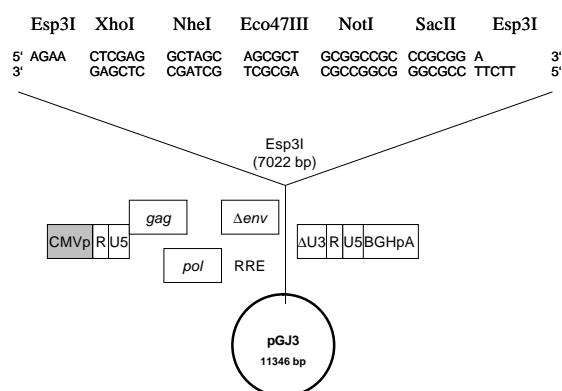 Esp3I XhoI NheI Eco47III NotI SacII Esp3I
5‘ AGAA CTCGAG GCTAGC AGCGCT GCGGCCGC CCGCGG A 3‘
3‘ GAGCTC CGATCG TCGCGA CGCCGGCG GGCGCC TTCTT 5‘
Esp3I
(7022 bp)
gag Δenv
CMVp R U5 ΔU3 R U5 BGHpA
pol RRE
pGJ3
11346 bp